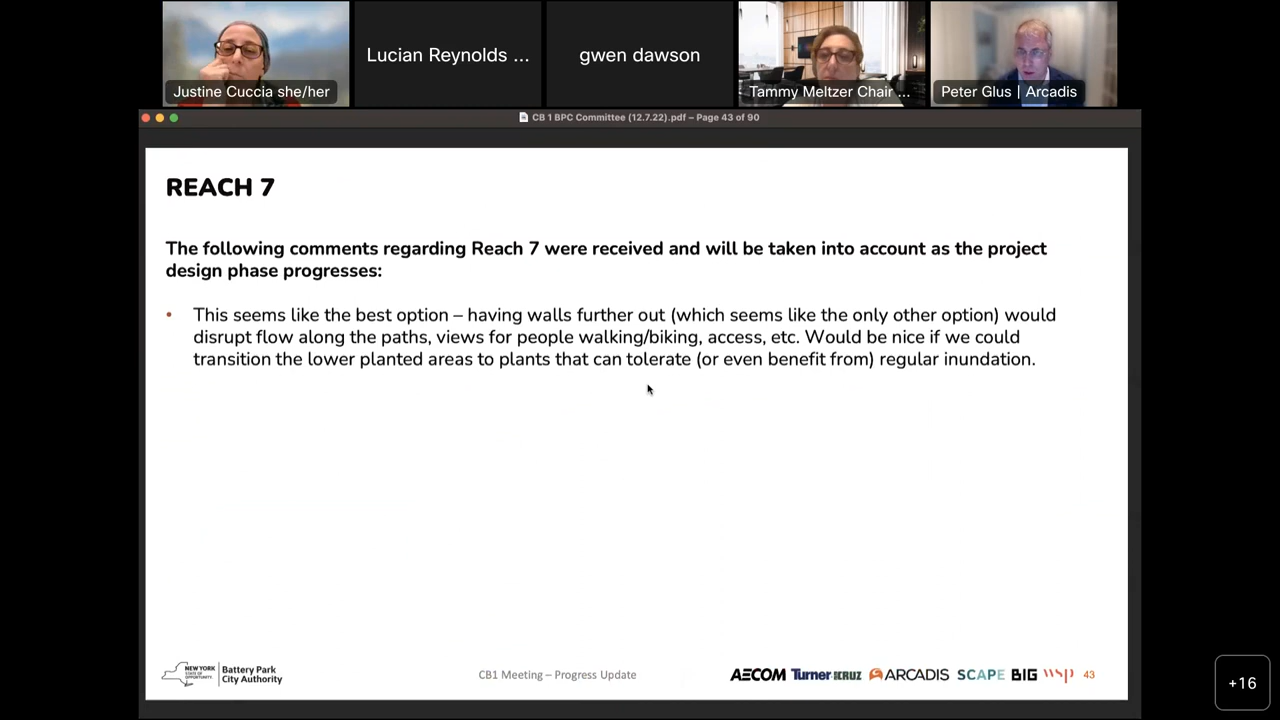 Justine Cuccia she/her
Lucian Reynolds ...
gwen dawson
Tammy Meltzer Chair ...
Peter Glus | Arcadis
CB 1 BPC Committee (12.7.22).pdf – Page 43 of 90
REACH 7
The following comments regarding Reach 7 were received and will be taken into account as the project
design phase progresses:
• This seems like the best option – having walls further out (which seems like the only other option) would
disrupt flow along the paths, views for people walking/biking, access, etc. Would be nice if we could
transition the lower planted areas to plants that can tolerate (or even benefit from) regular inundation.
NEW YORK
STATE OF
OPPORTUNITY.
Battery Park
City Authority
CB1 Meeting – Progress Update
AECOM Turner ARCADIS SCAPE BIG wsp 43
+16